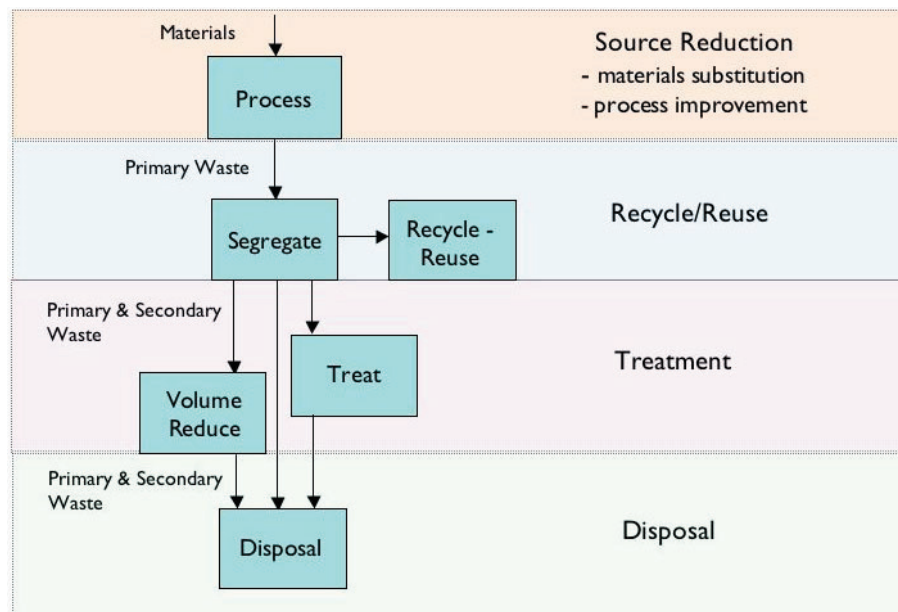 Materials
Source Reduction
- materials substitution
- process improvement
Process
Primary Waste
Recycle/Reuse
Segregate
Recycle -
Reuse
Primary & Secondary
Waste
Treatment
Treat
Volume
Reduce
Primary & Secondary
Waste
Disposal
Disposal